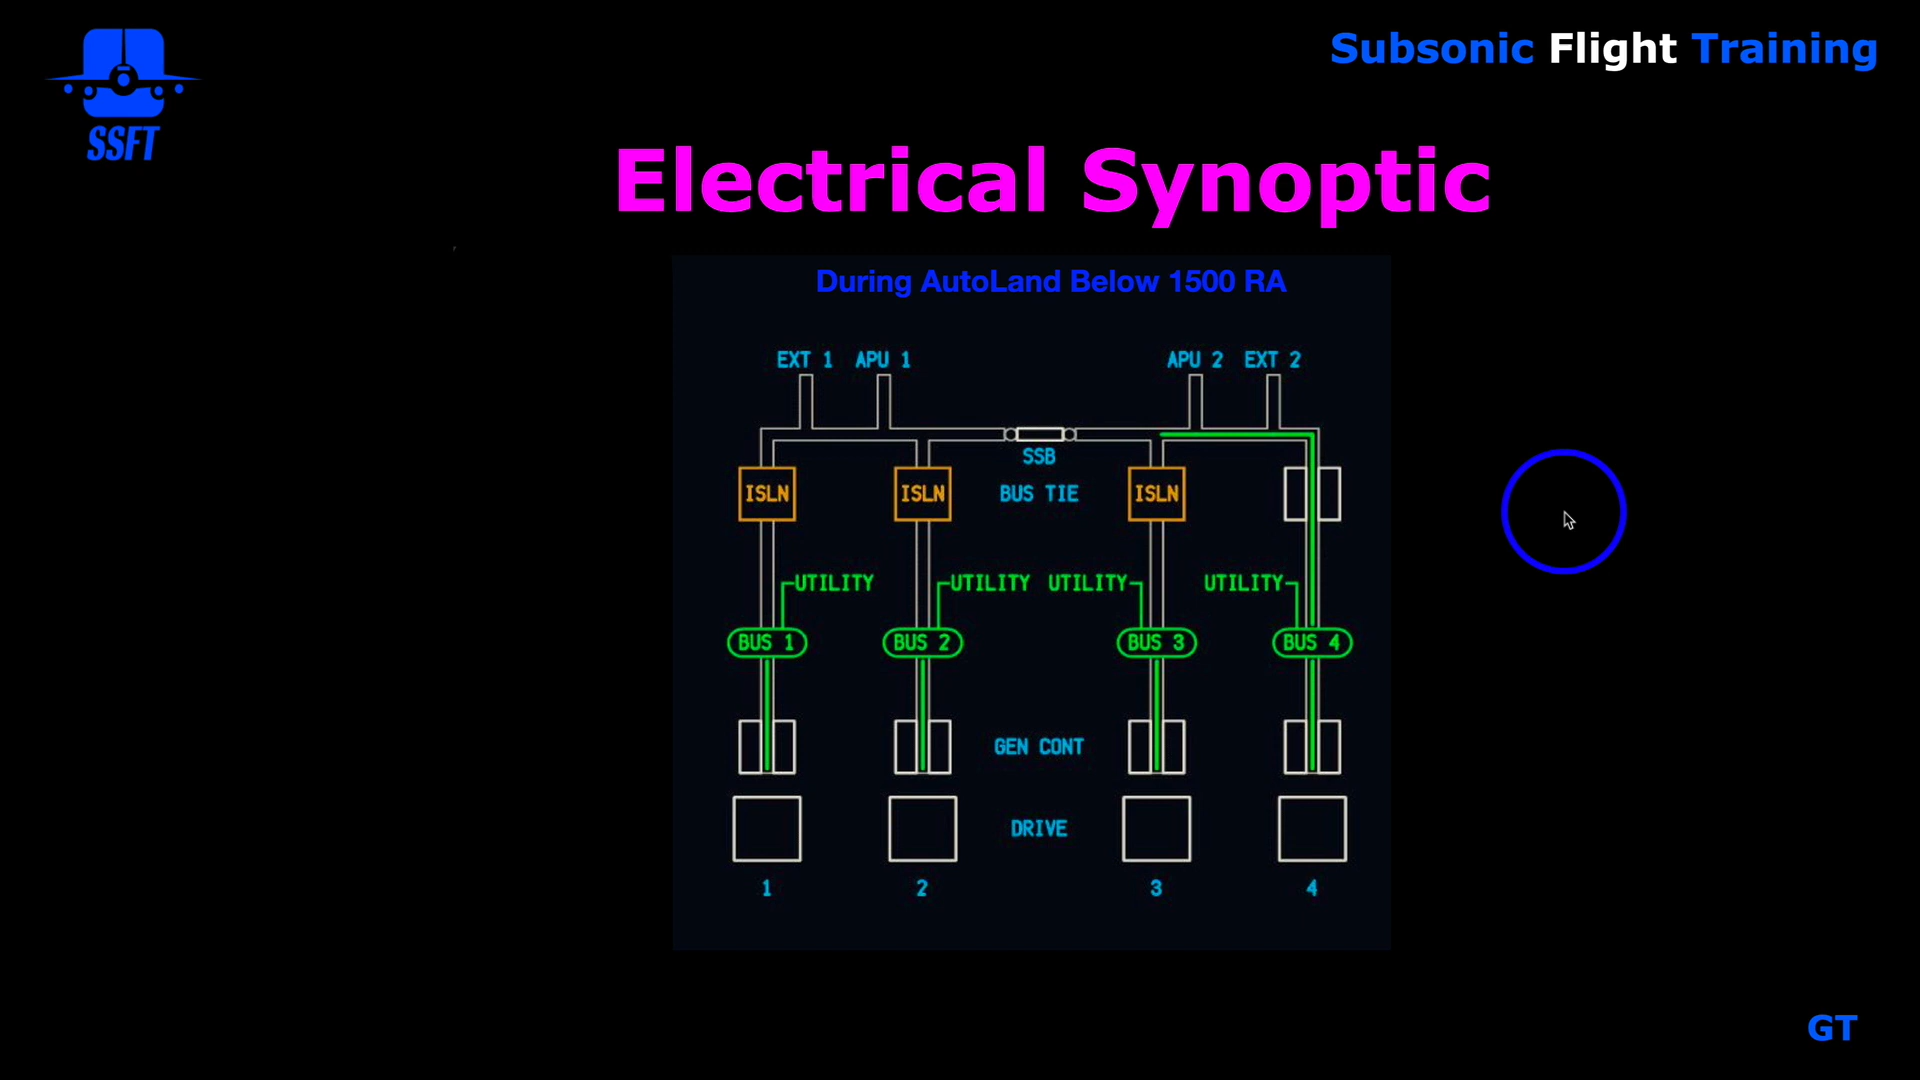 Subsonic Flight Training
SSFT
Electrical Synoptic
During AutoLand Below 1500 RA
EXT 1 APU 1 APU 2 EXT 2
SSB
ISLN ISLN BUS TIE ISLN
UTILITY UTILITY UTILITY UTILITY
BUS 1 BUS 2 BUS 3 BUS 4
GEN CONT
DRIVE
1 2 3 4
GT